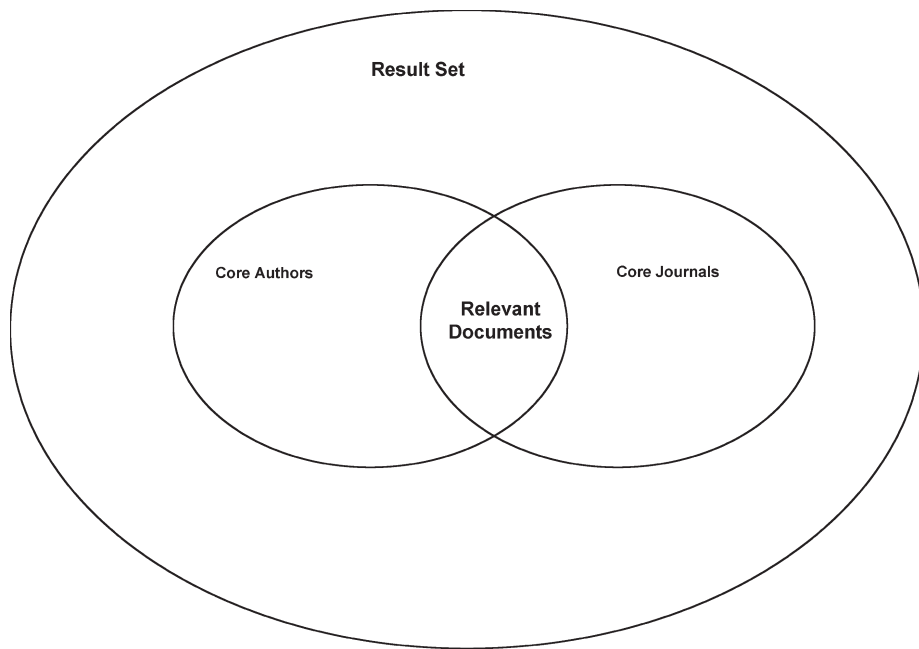 Result Set
Core Authors
Core Journals
Relevant
Documents